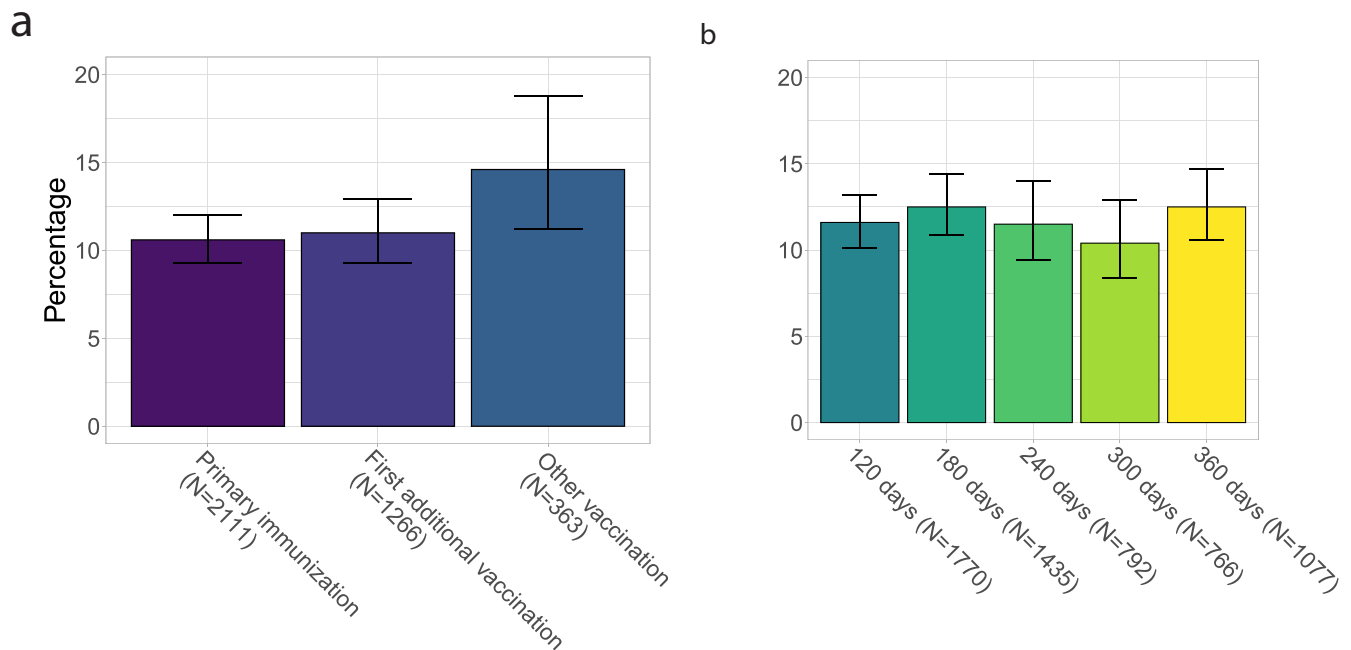 a
Percentage
20
15
10
5
0
Primary immunization
(N=2111)
First additional vaccination
(N=1266)
Other vaccination
(N=363)
b
20
15
10
5
0
120 days (N=1770)
180 days (N=1435)
240 days (N=792)
300 days (N=766)
360 days (N=1077)